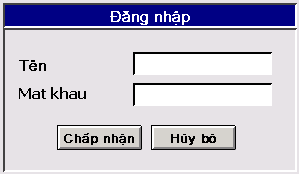 Đăng nhập
Tên
Mat khau
Chấp nhận Hủy bỏ